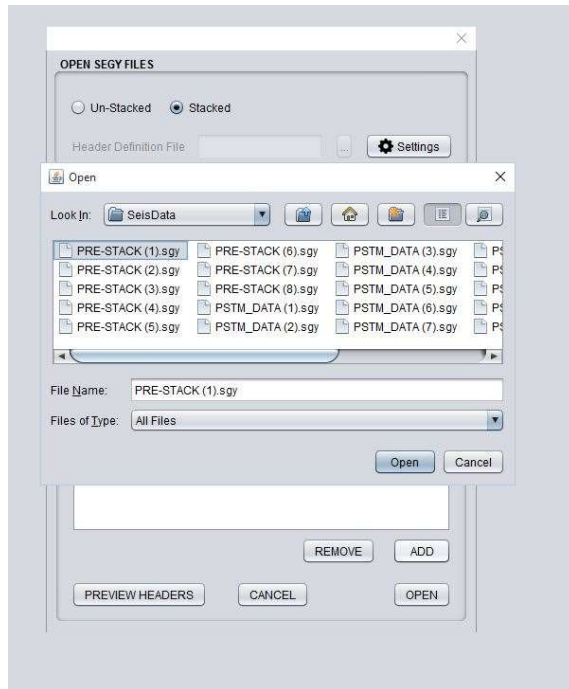 OPEN SEGY FILES
Un-Stacked Stacked
Header Definition File ... Settings
Open
Look In: SeisData
PRE-STACK (1).sgy PRE-STACK (6).sgy PSTM_DATA (3).sgy
PRE-STACK (2).sgy PRE-STACK (7).sgy PSTM_DATA (4).sgy
PRE-STACK (3).sgy PRE-STACK (8).sgy PSTM_DATA (5).sgy
PRE-STACK (4).sgy PSTM_DATA (1).sgy PSTM_DATA (6).sgy
PRE-STACK (5).sgy PSTM_DATA (2).sgy PSTM_DATA (7).sgy
File Name: PRE-STACK (1).sgy
Files of Type: All Files
Open Cancel
REMOVE ADD
PREVIEW HEADERS CANCEL OPEN